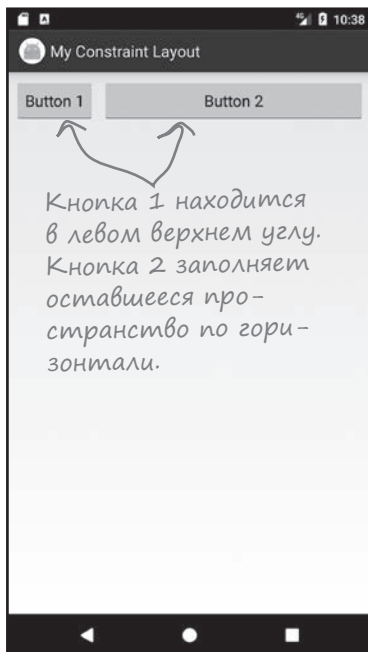 10:38
My Constraint Layout
Button 1 Button 2
Кнопка 1 находится
в левом верхнем углу.
Кнопка 2 заполняет
оставшееся про-
странство по гори-
зонтали.